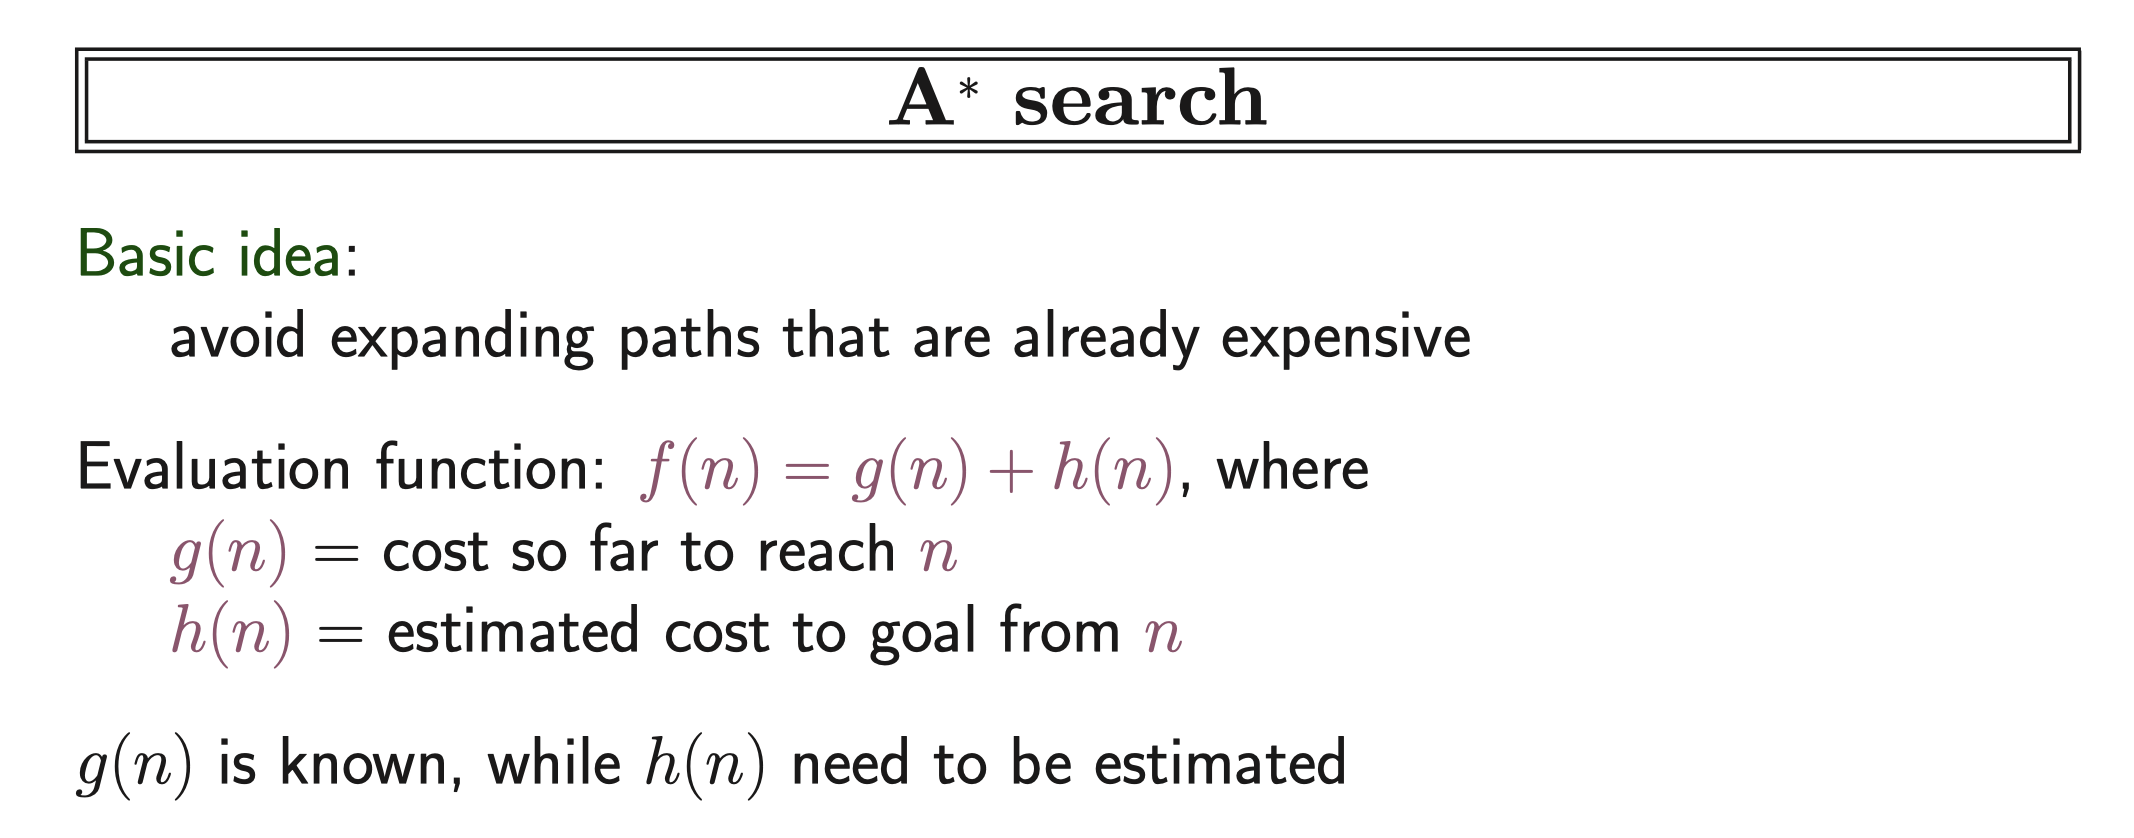 A* search
Basic idea:
avoid expanding paths that are already expensive
Evaluation function: f(n) = g(n) + h(n), where
g(n) = cost so far to reach n
h(n) = estimated cost to goal from n
g(n) is known, while h(n) need to be estimated